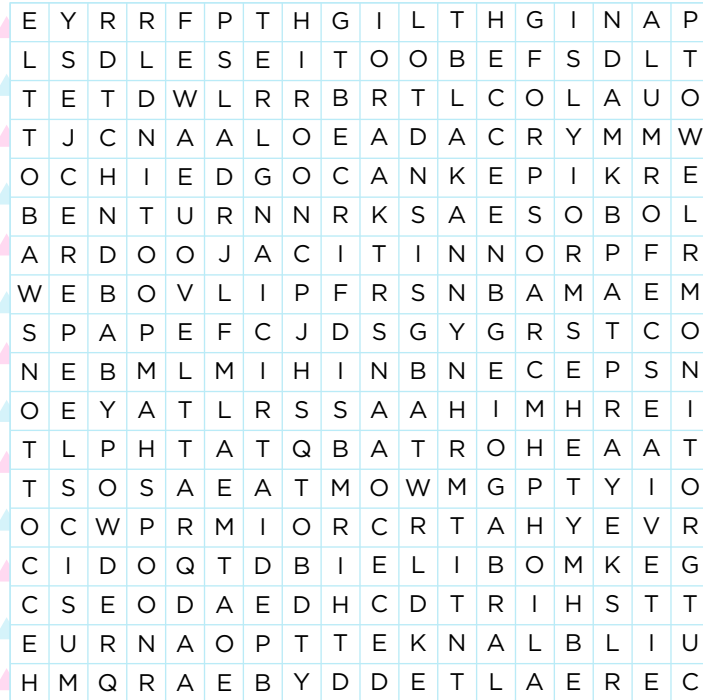 E Y R R F P T H G I L T H G I N A P
L S D L E S E I T O O B E F S D L T
T E T D W L R R B R T L C O L A U O
T J C N A A L O E A D A C R Y M M W
O C H I E D G O C A N K E P I K R E
B E N T U R N N R K S A E S O B O L
A R D O O J A C I T I N N O R P F R
W E B O V L I P F R S N B A M A E M
S P A P E F C J D S G Y G R S T C O
N E B M L M I H I N B N E C E P S N
O E Y A T L R S S A A H I M H R E I
T L P H T A T Q B A T R O H E A A T
T S O S A E A T M O W M G P T Y I O
O C W P R M I O R C R T A H Y E V R
C I D O Q T D B I E L I B O M K E G
C S E O D A E D H C D T R I H S T T
E U R N A O P T T E K N A L B L I U
H M Q R A E B Y D D E T L A E R E C